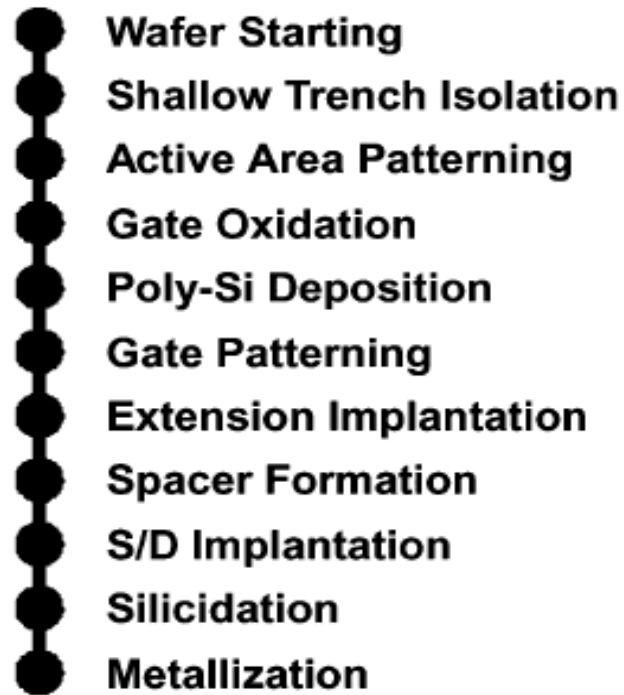 Wafer Starting
Shallow Trench Isolation
Active Area Patterning
Gate Oxidation
Poly-Si Deposition
Gate Patterning
Extension Implantation
Spacer Formation
S/D Implantation
Silicidation
Metallization